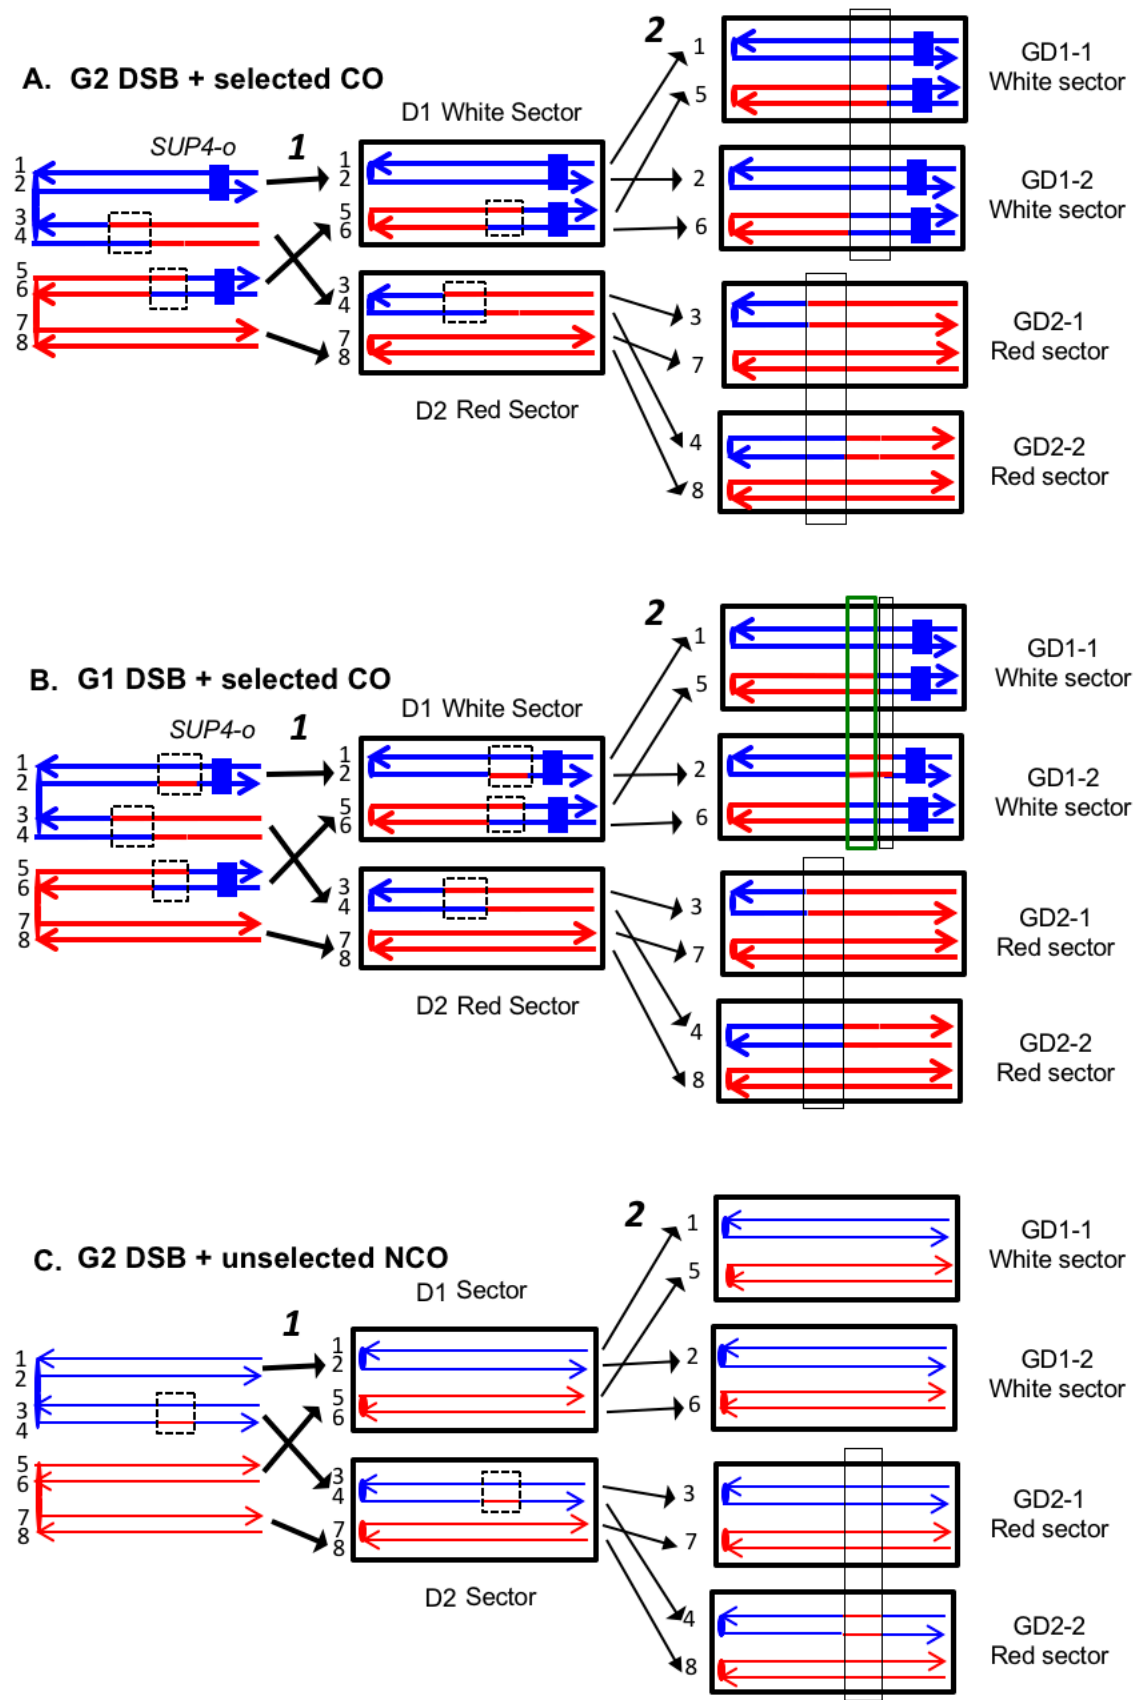 A. G2 DSB + selected CO
SUP4-o
1
D1 White Sector
D2 Red Sector
2
1
2
3
4
5
6
7
8
1
2
5
6
3
4
7
8
1
5
2
6
3
7
4
8
GD1-1
White sector
GD1-2
White sector
GD2-1
Red sector
GD2-2
Red sector
B. G1 DSB + selected CO
SUP4-o
1
D1 White Sector
D2 Red Sector
2
1
2
3
4
5
6
7
8
1
2
5
6
3
4
7
8
1
5
2
6
3
7
4
8
GD1-1
White sector
GD1-2
White sector
GD2-1
Red sector
GD2-2
Red sector
C. G2 DSB + unselected NCO
1
D1 Sector
D2 Sector
2
1
2
3
4
5
6
7
8
1
2
5
6
3
4
7
8
1
5
2
6
3
7
4
8
GD1-1
White sector
GD1-2
White sector
GD2-1
Red sector
GD2-2
Red sector